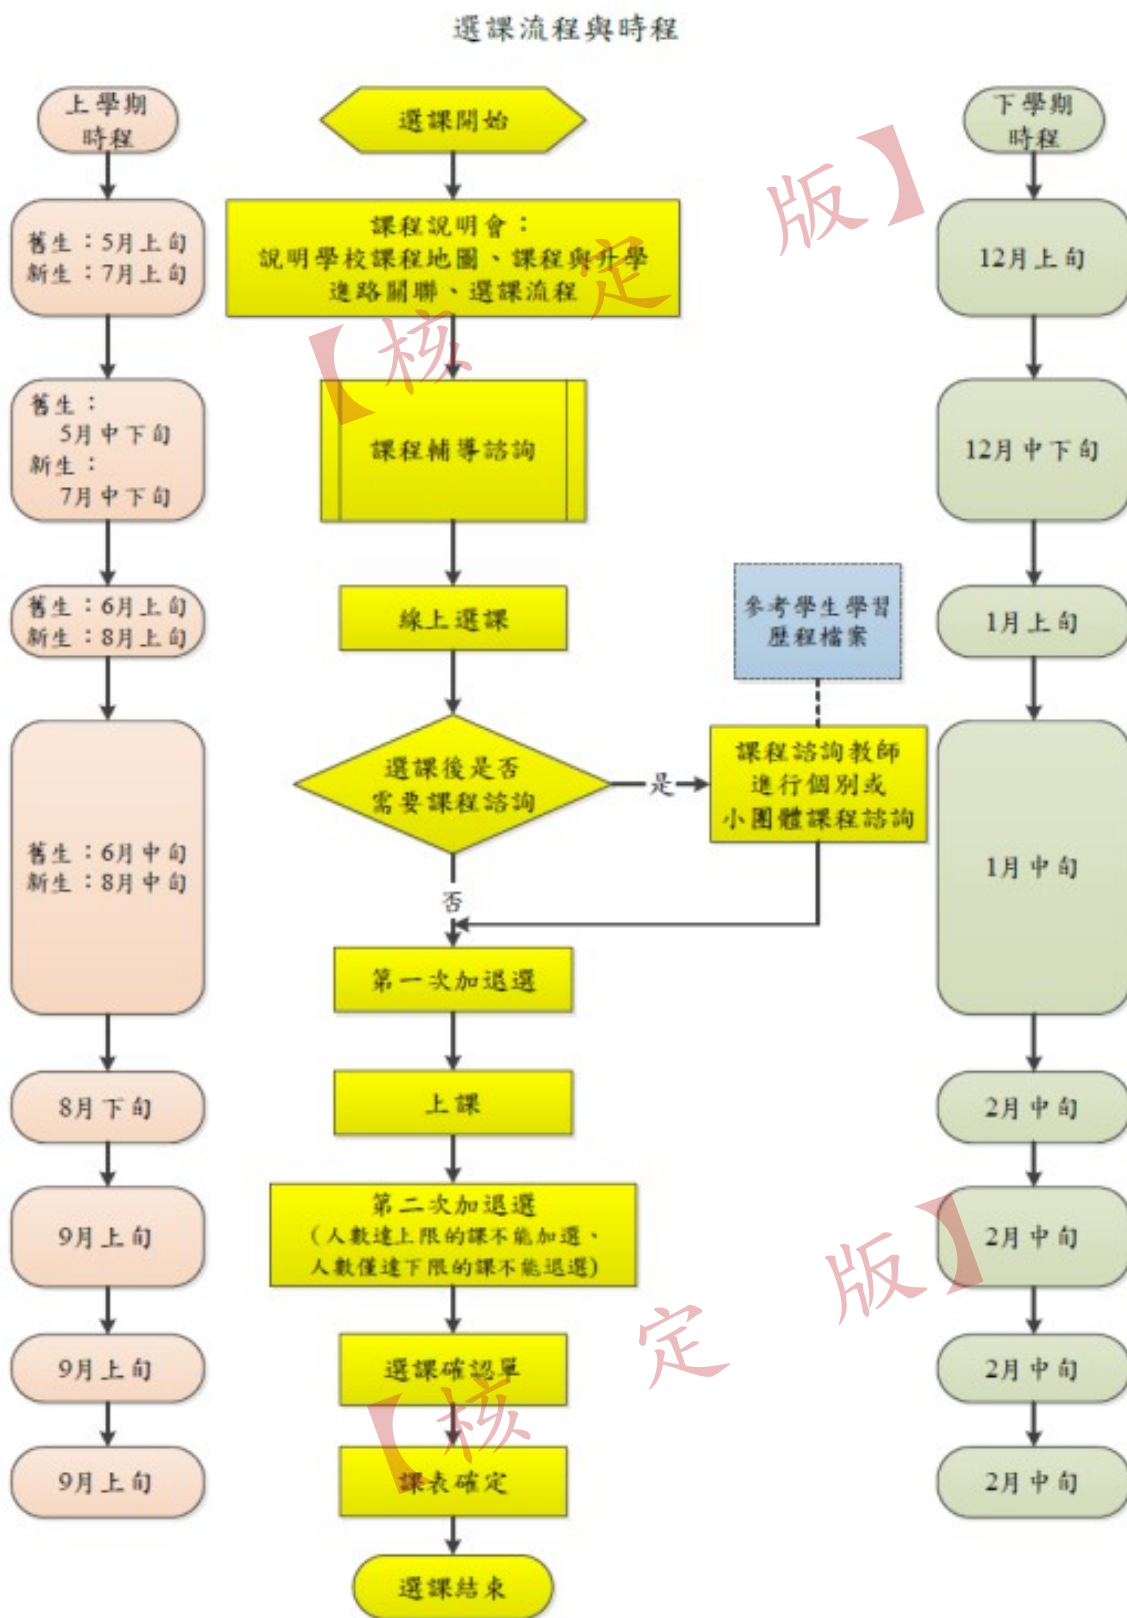 選課流程與時程
上學期
時程
選課開始
下學期
時程
舊生：5月上旬
新生：7月上旬
課程說明會：
說明學校課程地圖、課程與升學
進路關聯、選課流程
12月上旬
舊生：
5月中下旬
新生：
7月中下旬
課程輔導諮詢
12月中下旬
舊生：6月上旬
新生：8月上旬
線上選課
參考學生學習
歷程檔案
1月上旬
舊生：6月中旬
新生：8月中旬
選課後是否
需要課程諮詢
是
課程諮詢教師
進行個別或
小團體課程諮詢
1月中旬
否
第一次加退選
8月下旬
上課
2月中旬
9月上旬
第二次加退選
(人數達上限的課不能加選、
人數僅達下限的課不能退選)
2月中旬
9月上旬
選課確認單
2月中旬
9月上旬
課表確定
2月中旬
選課結束
【核定版】
【核定版】